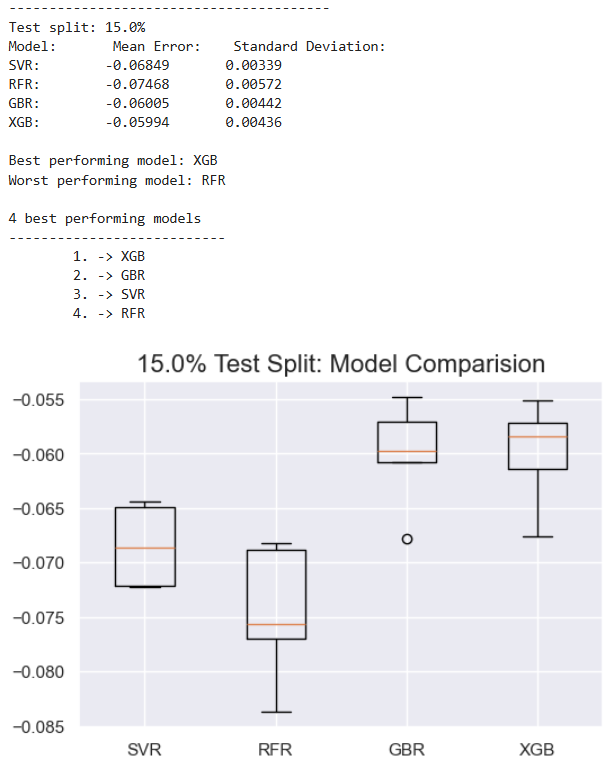 ----------------------------------------
Test split: 15.0%
Model: Mean Error: Standard Deviation:
SVR: -0.06849 0.00339
RFR: -0.07468 0.00572
GBR: -0.06005 0.00442
XGB: -0.05994 0.00436
Best performing model: XGB
Worst performing model: RFR
4 best performing models
---------------------------
1. -> XGB
2. -> GBR
3. -> SVR
4. -> RFR
15.0% Test Split: Model Comparision
−0.055
−0.060
−0.065
−0.070
−0.075
−0.080
−0.085
SVR RFR GBR XGB